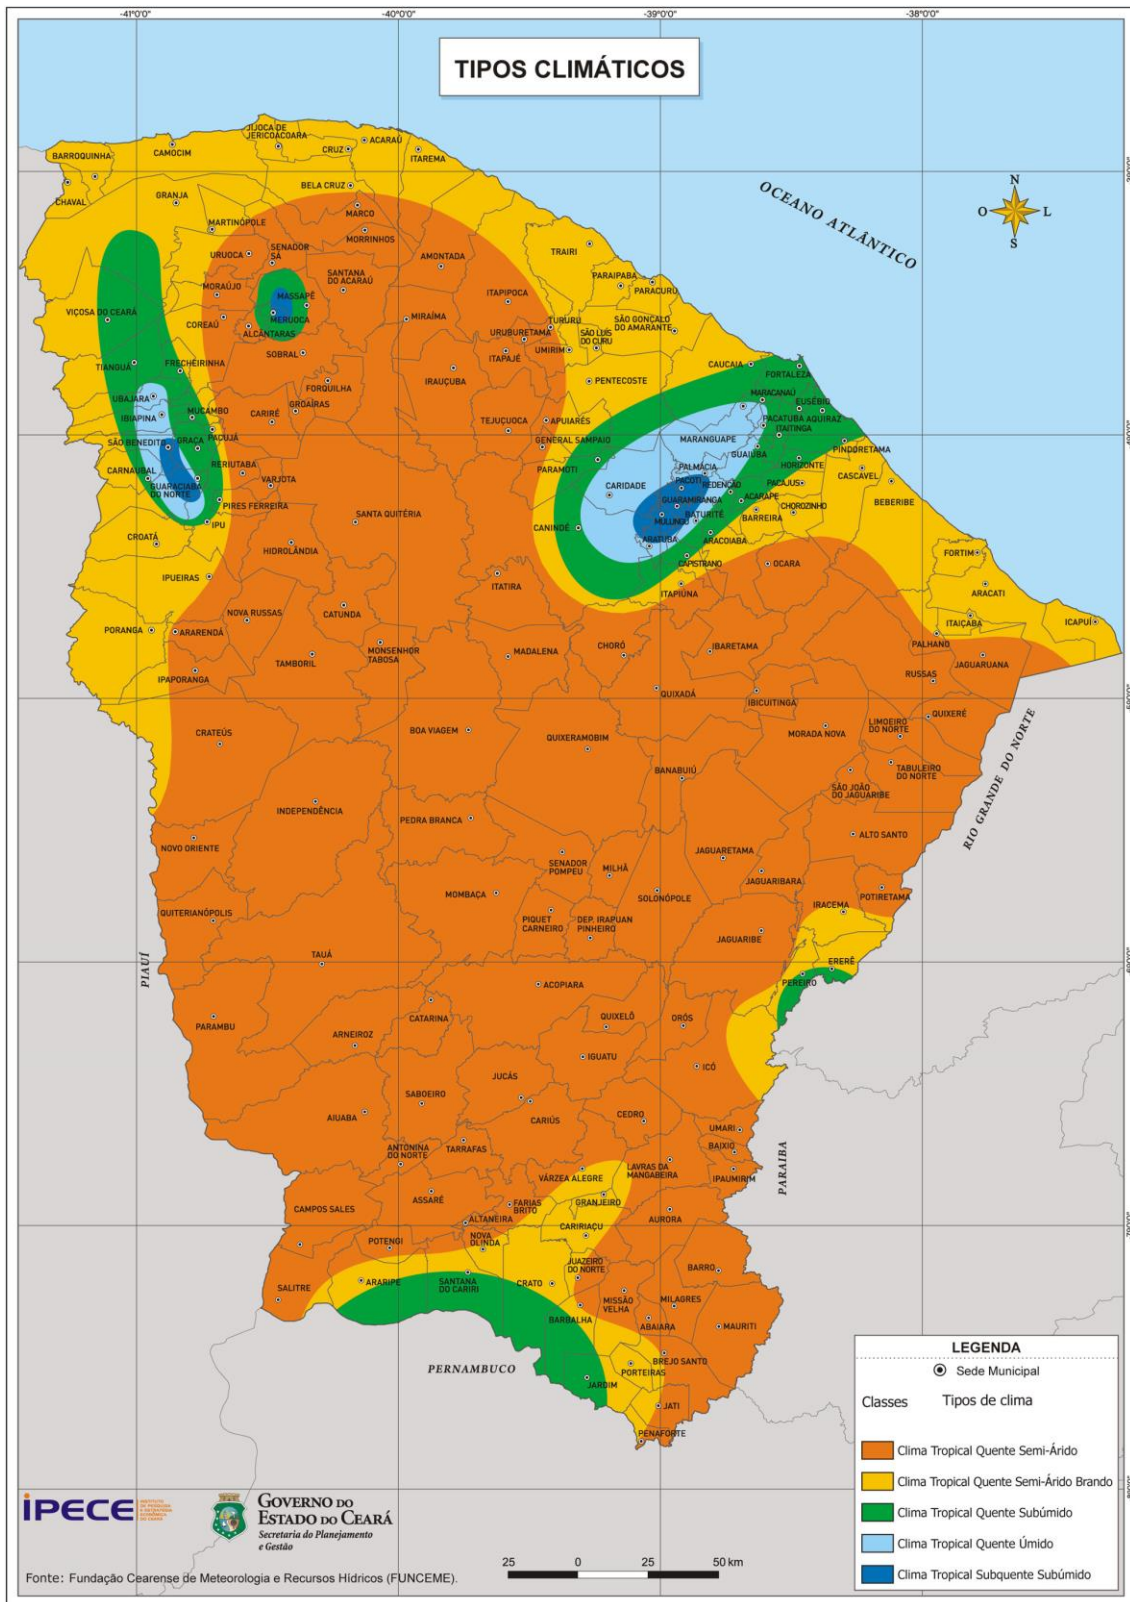 -41°0'0"
-40°0'0"
-39°0'0"
-38°0'0"
TIPOS CLIMÁTICOS
JIJOCA DE
JERICOACOARA
ACARAÚ
CRUZ
ITAREMA
CAMOCIM
BARROQUINHA
CHAVAL
BELA CRUZ
GRANJA
MARCO
OCEANO ATLÂNTICO
N
O
L
S
MARTINÓPOLE
MORRINHOS
URUOCA
SENADOR
SÁ
AMONTADA
TRAIRI
SANTANA
DO ACARAÚ
PARAIPABA
PARACURU
MORAÚJO
MASSAPÊ
ITAPIPOCA
VIÇOSA DO CEARÁ
MERUOCA
MIRAÍMA
TURURU
SÃO GONÇALO
DO AMARANTE
COREAÚ
ALCÂNTARAS
URUBURETAMA
SÃO LUÍS
DO CURU
UMIRIM
SOBRAL
ITAPAJÉ
TIANGUÁ
FRECHEIRINHA
CAUCAIA
FORTALEZA
IRAUÇUBA
PENTECOSTE
FORQUILHA
MARACANAÚ
UBAJARA
EUSÉBIO
IBIAPINA
MUCAMBO
GROAÍRAS
CARIRÉ
TEJUÇUOCA
APUIARÉS
PACATUBA
AQUIRAZ
ITAITINGA
PACUJÁ
SÃO BENEDITO
GRAÇA
GENERAL SAMPAIO
MARANGUAPE
GUAIÚBA
PINDORETAMA
CARNAUBAL
RERIUTABA
PARAMOTI
PALMÁCIA
HORIZONTE
CASCAVEL
GUARACIABA
DO NORTE
VARJOTA
CARIDADE
PACOTI
REDENÇÃO
PACAJUS
GUARAMIRANGA
ACARAPE
BEBERIBE
PIRES FERREIRA
IPU
SANTA QUITÉRIA
CANINDÉ
MULUNGU
BATURITÉ
BARREIRA
CHOROZINHO
CROATÁ
HIDROLÂNDIA
ARATUBA
ARACOIABA
CAPISTRANO
OCARA
FORTIM
IPUEIRAS
ITATIRA
ITAPIÚNA
ARACATI
CATUNDA
NOVA RUSSAS
ITAIÇABA
ICAPUÍ
PORANGA
ARARENDÁ
MONSENHOR
TABOSA
CHORÓ
IBARETAMA
PALHANO
TAMBORIL
MADALENA
JAGUARUANA
IPAPORANGA
RUSSAS
QUIXADÁ
IBICUITINGA
CRATEÚS
BOA VIAGEM
QUIXERAMOBIM
MORADA NOVA
LIMOEIRO
DO NORTE
QUIXERÉ
BANABUIÚ
TABULEIRO
DO NORTE
SÃO JOÃO
DO JAGUARIBE
RIO GRANDE DO NORTE
INDEPENDÊNCIA
PEDRA BRANCA
ALTO SANTO
NOVO ORIENTE
SENADOR
POMPEU
MILHÃ
JAGUARETAMA
JAGUARIBARA
MOMBAÇA
SOLONÓPOLE
POTIRETAMA
IRACEMA
QUITERIANÓPOLIS
PIQUET
CARNEIRO
DEP. IRAPUAN
PINHEIRO
JAGUARIBE
PIAUÍ
TAUÁ
ERERÊ
PEREIRO
ACOPIARA
PARAMBU
CATARINA
QUIXELÔ
ORÓS
ARNEIROZ
IGUATU
ICÓ
JUCÁS
SABOEIRO
AIUABA
CARIÚS
CEDRO
UMARI
ANTONINA
DO NORTE
TARRAFAS
BAIXIO
VÁRZEA ALEGRE
LAVRAS DA
MANGABEIRA
IPAUMIRIM
PARAIBA
ASSARÉ
FARIAS
BRITO
GRANJEIRO
CAMPOS SALES
ALTANEIRA
AURORA
CARIRIAÇU
POTENGI
NOVA
OLINDA
JUAZEIRO
DO NORTE
BARRO
SALITRE
ARARIPE
SANTANA
DO CARIRI
CRATO
MISSÃO
VELHA
MILAGRES
BARBALHA
ABAIARA
MAURITI
PERNAMBUCO
BREJO SANTO
PORTEIRAS
JARDIM
JATI
PENAFORTE
LEGENDA
Sede Municipal
Classes Tipos de clima
Clima Tropical Quente Semi-Árido
Clima Tropical Quente Semi-Árido Brando
Clima Tropical Quente Subúmido
Clima Tropical Quente Úmido
Clima Tropical Subquente Subúmido
IPECE
INSTITUTO
DE PESQUISA
E ESTRATÉGIA
ECONÔMICA
DO CEARÁ
GOVERNO DO
ESTADO DO CEARÁ
Secretaria do Planejamento
e Gestão
25 0 25 50 km
Fonte: Fundação Cearense de Meteorologia e Recursos Hídricos (FUNCEME).